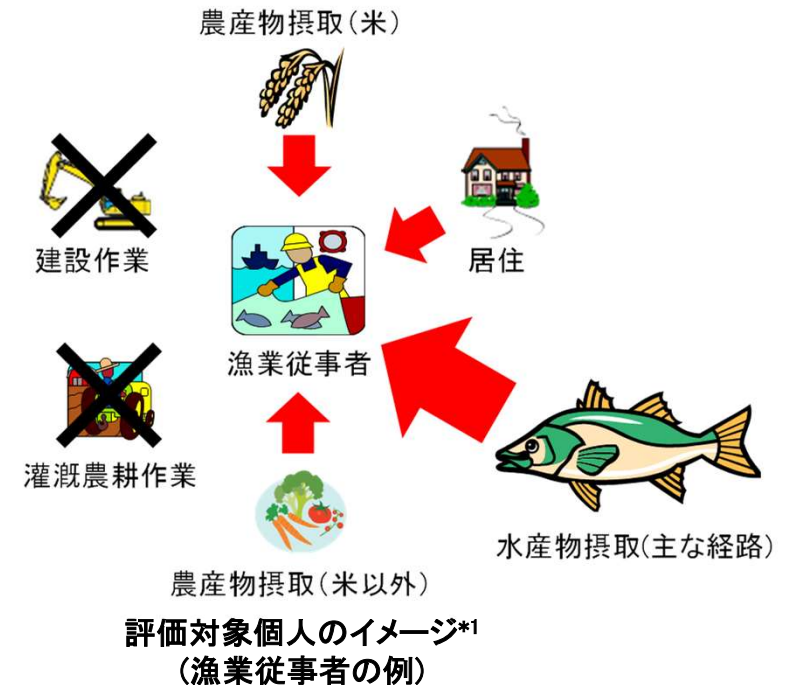 農産物摂取(米)
建設作業
居住
漁業従事者
灌漑農耕作業
水産物摂取(主な経路)
農産物摂取(米以外)
評価対象個人のイメージ*1
(漁業従事者の例)